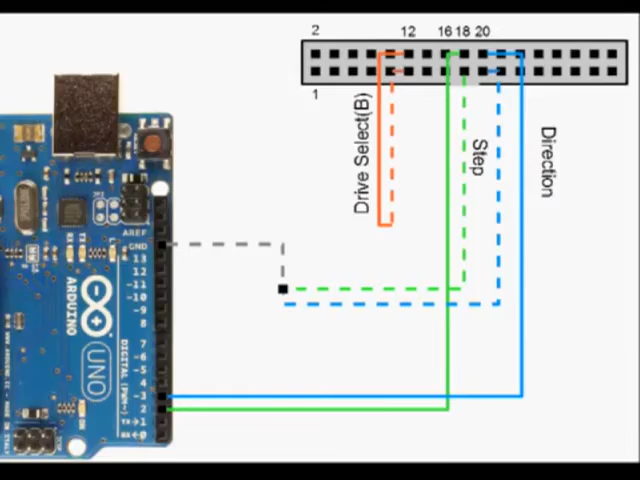 2
12
16 18 20
1
Drive Select(B)
Step
Direction
AREF
GND
13
12
~11
~10
~9
8
7
~6
~5
4
~3
2
TX→1
RX←0
DIGITAL (PWM~)
ARDUINO
UNO